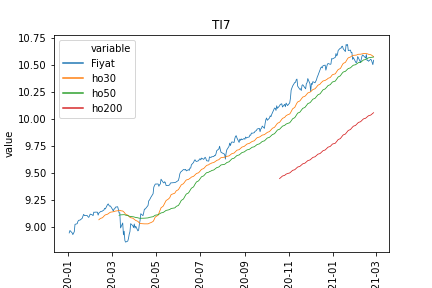 TI7
variable
Fiyat
ho30
ho50
ho200
value
10.75
10.50
10.25
10.00
9.75
9.50
9.25
9.00
20-01
20-03
20-05
20-07
20-09
20-11
21-01
21-03